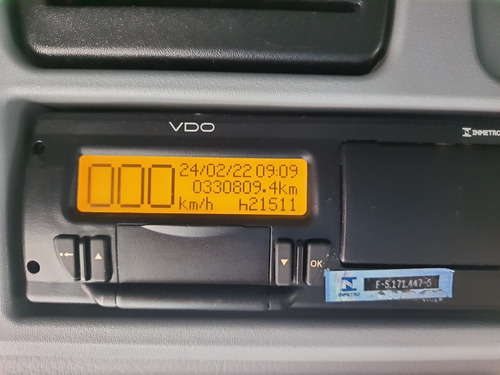 VDO
INMETRO
000 24/02/22 09:09
0330809.4km
km/h h21511
OK
INMETRO F-5.171.447-6